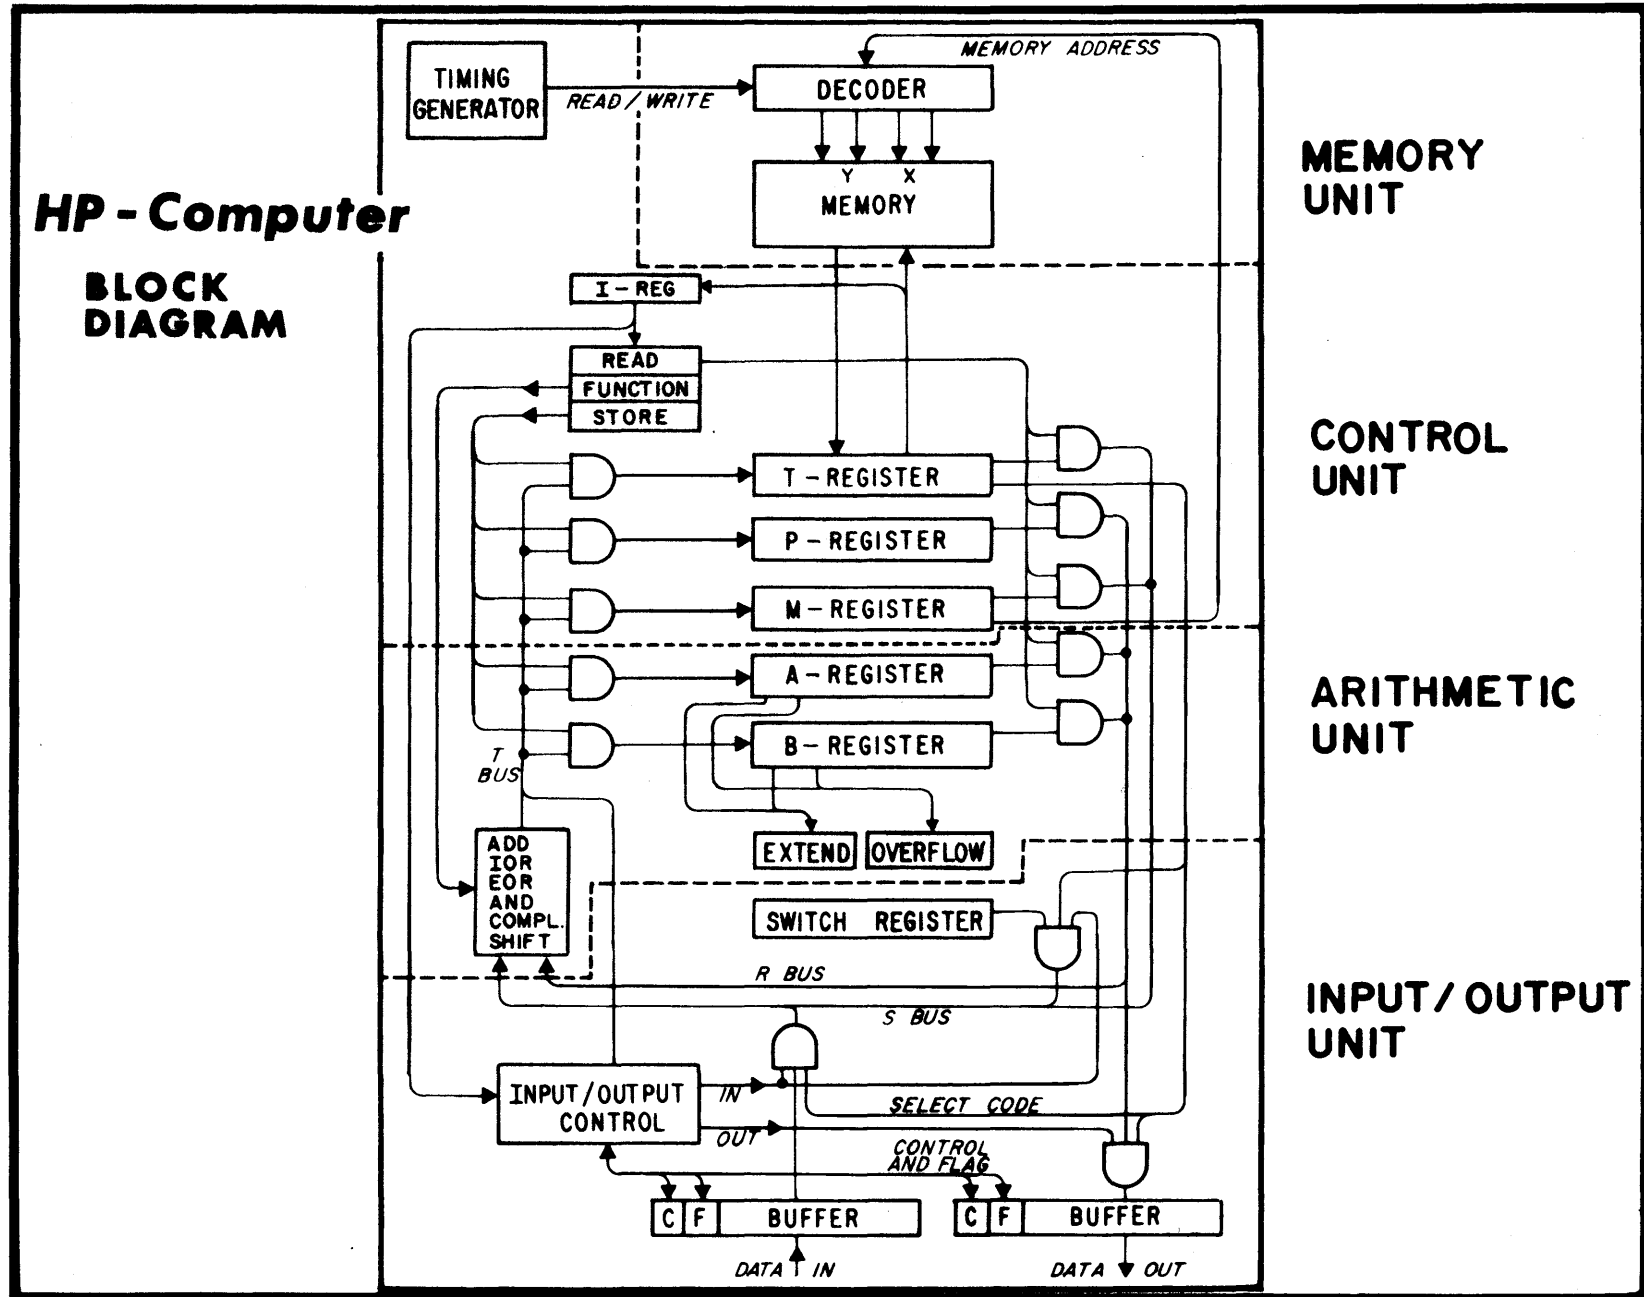 HP-Computer
BLOCK
DIAGRAM
TIMING
GENERATOR
READ/WRITE
MEMORY ADDRESS
DECODER
Y X
MEMORY
MEMORY
UNIT
I-REG
READ
FUNCTION
STORE
T-REGISTER
P-REGISTER
M-REGISTER
CONTROL
UNIT
A-REGISTER
B-REGISTER
T
BUS
ADD
IOR
EOR
AND
COMPL.
SHIFT
EXTEND
OVERFLOW
ARITHMETIC
UNIT
SWITCH REGISTER
R BUS
S BUS
INPUT/OUTPUT
UNIT
INPUT/OUTPUT
CONTROL
IN
OUT
SELECT CODE
CONTROL
AND FLAG
C F BUFFER
C F BUFFER
DATA IN
DATA OUT